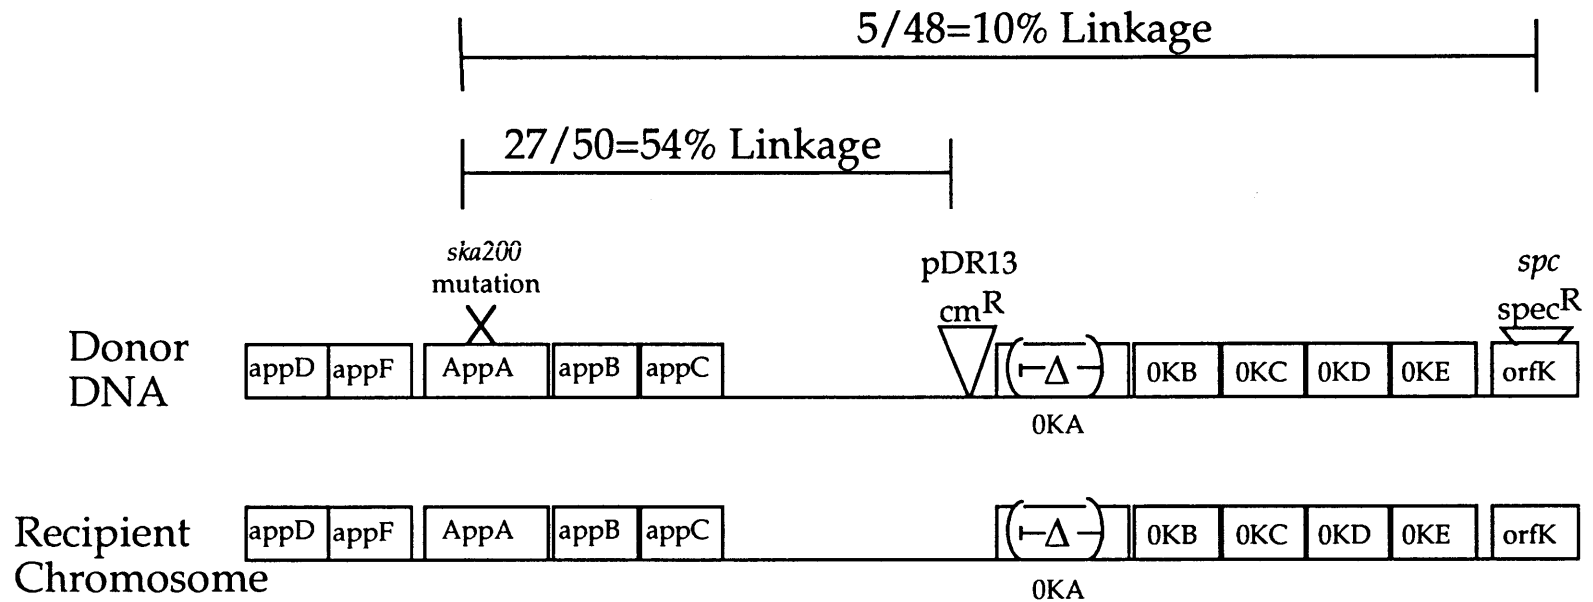 5/48=10% Linkage
27/50=54% Linkage
ska200
mutation
pDR13
cmR
spc
specR
Donor
DNA
appD appF AppA appB appC Δ 0KB 0KC 0KD 0KE orfK
0KA
Recipient
Chromosome
appD appF AppA appB appC Δ 0KB 0KC 0KD 0KE orfK
0KA